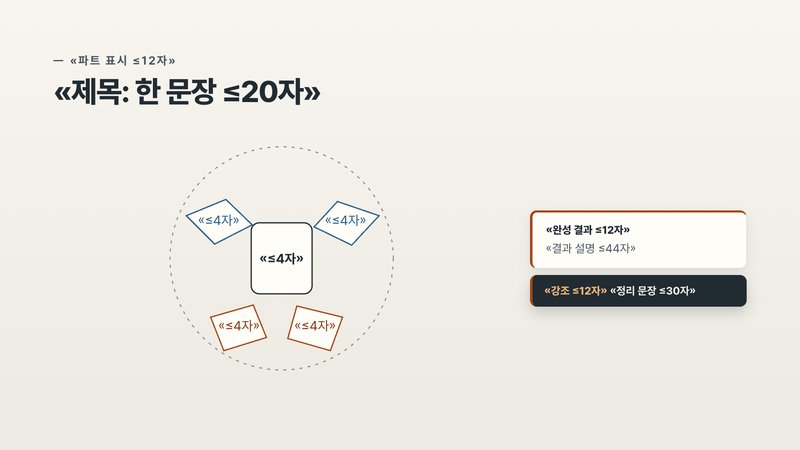 — «파트 표시 ≤12자»
«제목: 한 문장 ≤20자»
«≤4자» «≤4자»
«≤4자»
«≤4자» «≤4자»
«완성 결과 ≤12자»
«결과 설명 ≤44자»
«강조 ≤12자» «정리 문장 ≤30자»